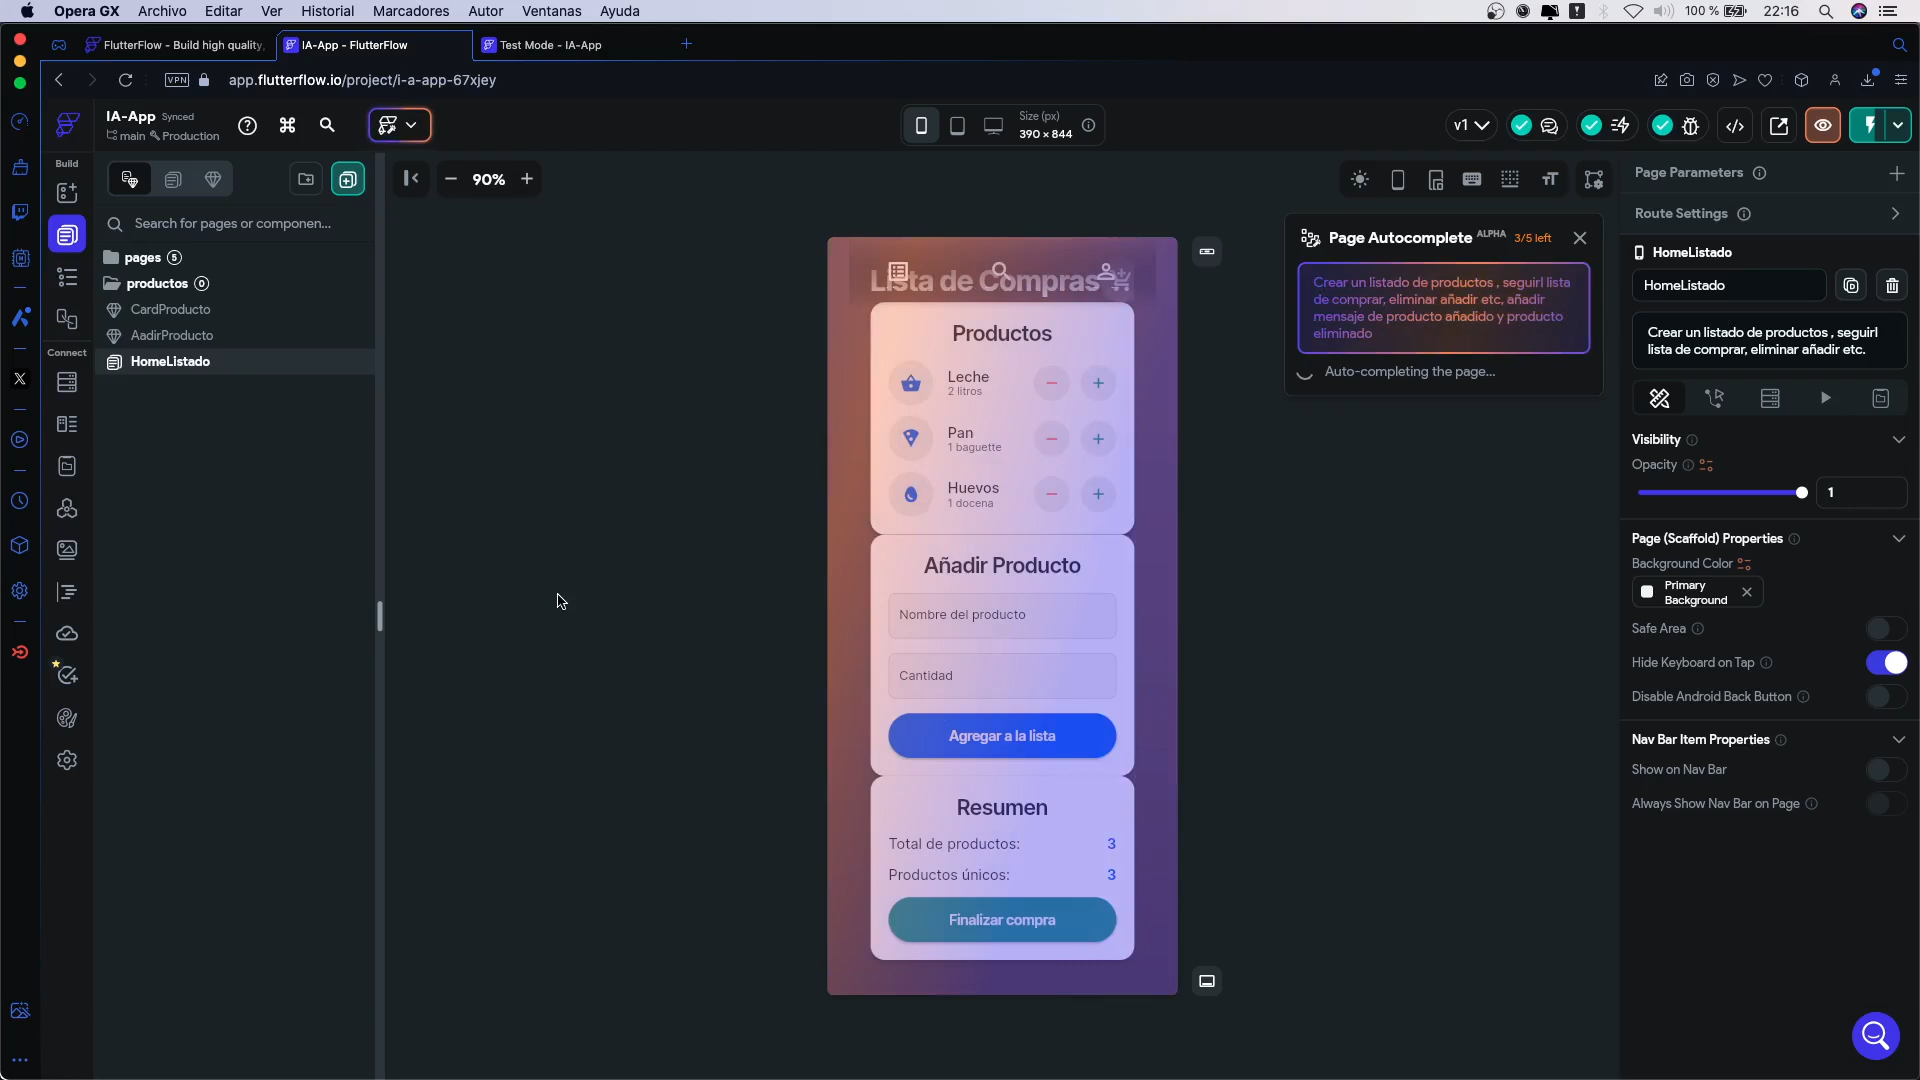 Opera GX Archivo Editar Ver Historial Marcadores Autor Ventanas Ayuda
100 % 22:16
FlutterFlow - Build high quality,
IA-App - FlutterFlow
Test Mode - IA-App
VPN
app.flutterflow.io/project/i-a-app-67xjey
IA-App Synced
main Production
Size (px)
390 × 844
v1
Build
Connect
Search for pages or componen...
pages 5
productos 0
CardProducto
AadirProducto
HomeListado
90%
Lista de Compras
Productos
Leche
2 litros
Pan
1 baguette
Huevos
1 docena
Añadir Producto
Nombre del producto
Cantidad
Agregar a la lista
Resumen
Total de productos: 3
Productos únicos: 3
Finalizar compra
Page Autocomplete ALPHA 3/5 left
Crear un listado de productos , seguirl lista
de comprar, eliminar añadir etc, añadir
mensaje de producto añadido y producto
eliminado
Auto-completing the page...
Page Parameters
Route Settings
HomeListado
HomeListado
Crear un listado de productos , seguirl
lista de comprar, eliminar añadir etc.
Visibility
Opacity
1
Page (Scaffold) Properties
Background Color
Primary
Background
Safe Area
Hide Keyboard on Tap
Disable Android Back Button
Nav Bar Item Properties
Show on Nav Bar
Always Show Nav Bar on Page